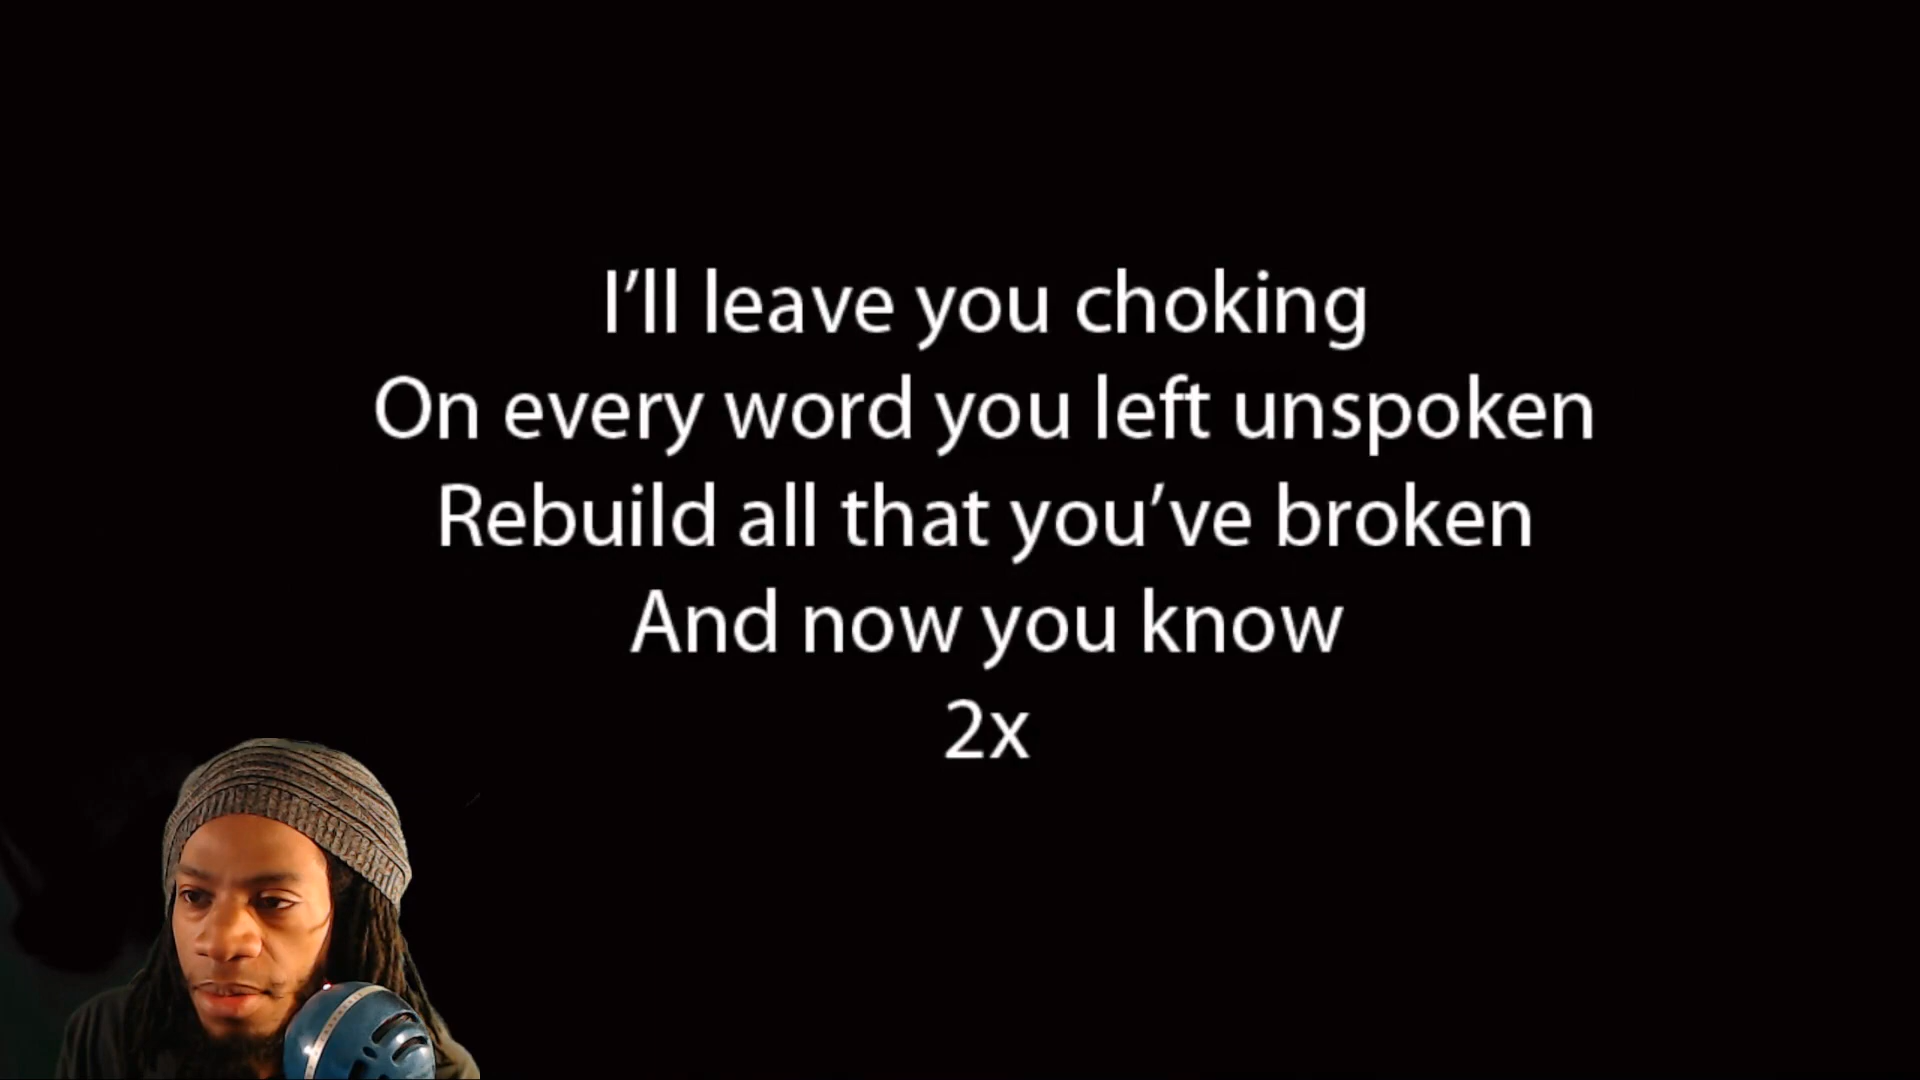 I’ll leave you choking
On every word you left unspoken
Rebuild all that you’ve broken
And now you know
2x